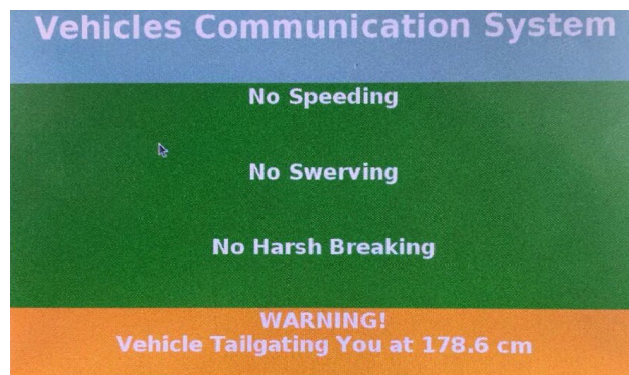 Vehicles Communication System
No Speeding
No Swerving
No Harsh Breaking
WARNING!
Vehicle Tailgating You at 178.6 cm